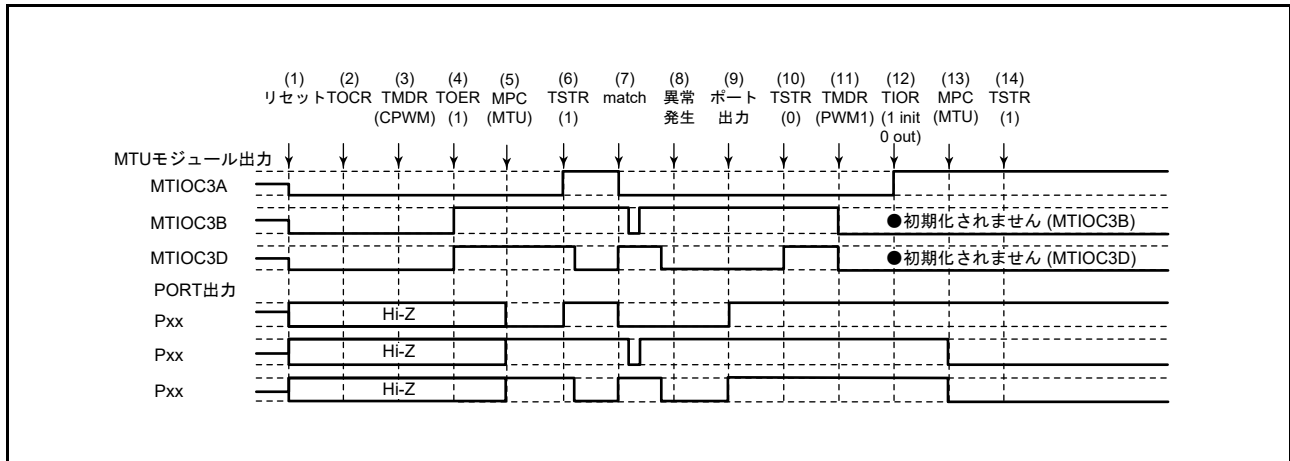 (1) (2) (3) (4) (5) (6) (7) (8) (9) (10) (11) (12) (13) (14)
リセット TOCR TMDR TOER MPC TSTR match 異常 ポート TSTR TMDR TIOR MPC TSTR
(CPWM) (1) (MTU) (1) 発生 出力 (0) (PWM1) (1 init (MTU) (1)
0 out)
MTUモジュール出力
MTIOC3A
MTIOC3B ●初期化されません (MTIOC3B)
MTIOC3D ●初期化されません (MTIOC3D)
PORT出力
Pxx Hi-Z
Pxx Hi-Z
Pxx Hi-Z